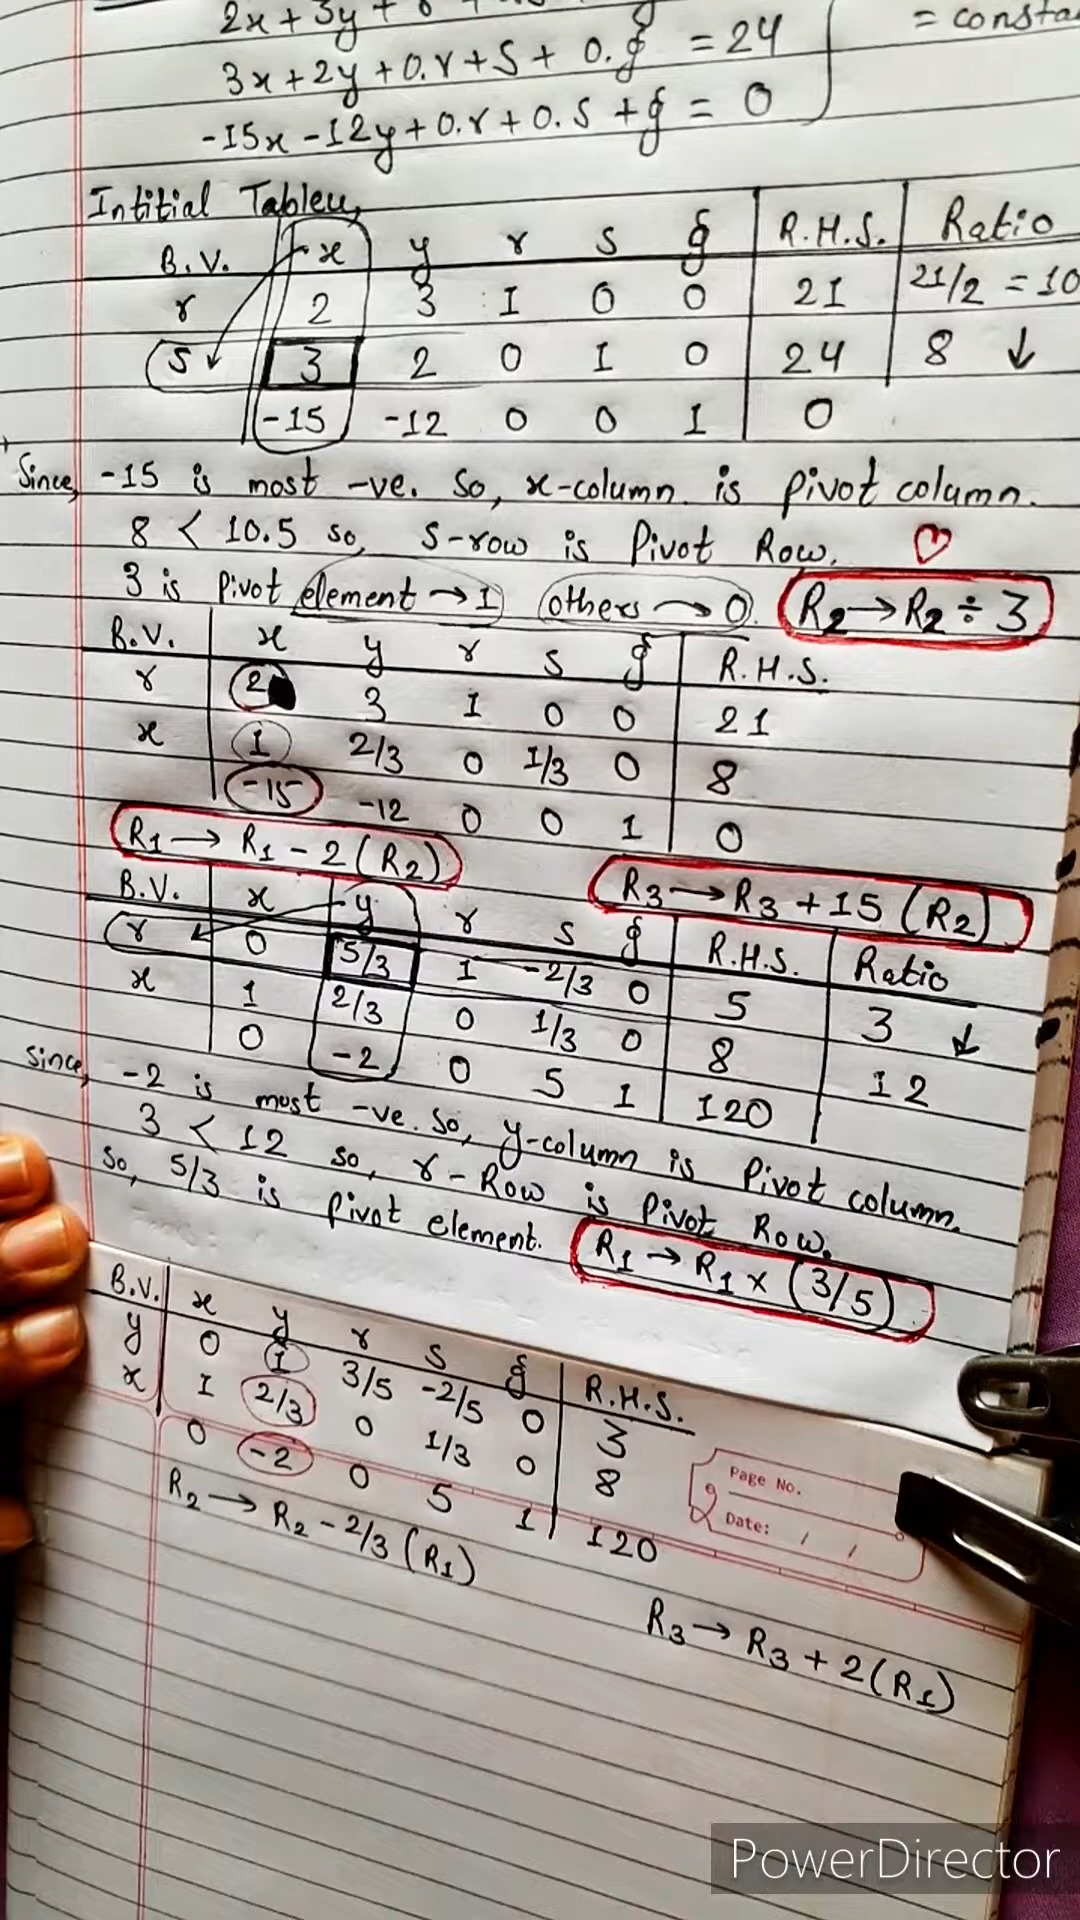 2x + 3y +
= consta
3x + 2y + 0.r + s + 0.f = 24
-15x - 12y + 0.r + 0.s + f = 0
Intitial Tableu,
B.V. x y r s f R.H.S. Ratio
r 2 3 1 0 0 21 21/2 = 10
s 3 2 0 1 0 24 8 ↓
-15 -12 0 0 1 0
Since, -15 is most -ve. So, x-column is pivot column.
8 < 10.5 so, s-row is Pivot Row. ♡
3 is pivot element → 1 others → 0. R2 → R2 ÷ 3
B.V. x y r s f R.H.S.
r 2 3 1 0 0 21
x 1 2/3 0 1/3 0 8
-15 -12 0 0 1 0
R1 → R1 - 2 (R2)
R3 → R3 + 15 (R2)
B.V. x y r s f R.H.S. Ratio
r 0 5/3 1 -2/3 0 5 3 ↓
x 1 2/3 0 1/3 0 8 12
0 -2 0 5 1 120
Since, -2 is most -ve. So, y-column is Pivot column.
3 < 12 so, r-Row is Pivot Row.
So, 5/3 is pivot element. R1 → R1 x (3/5)
B.V. x y r s f R.H.S.
y 0 1 3/5 -2/5 0 3
x 1 2/3 0 1/3 0 8
0 -2 0 5 1 120
Page No.
Date: / /
R2 → R2 - 2/3 (R1)
R3 → R3 + 2(R1)
PowerDirector